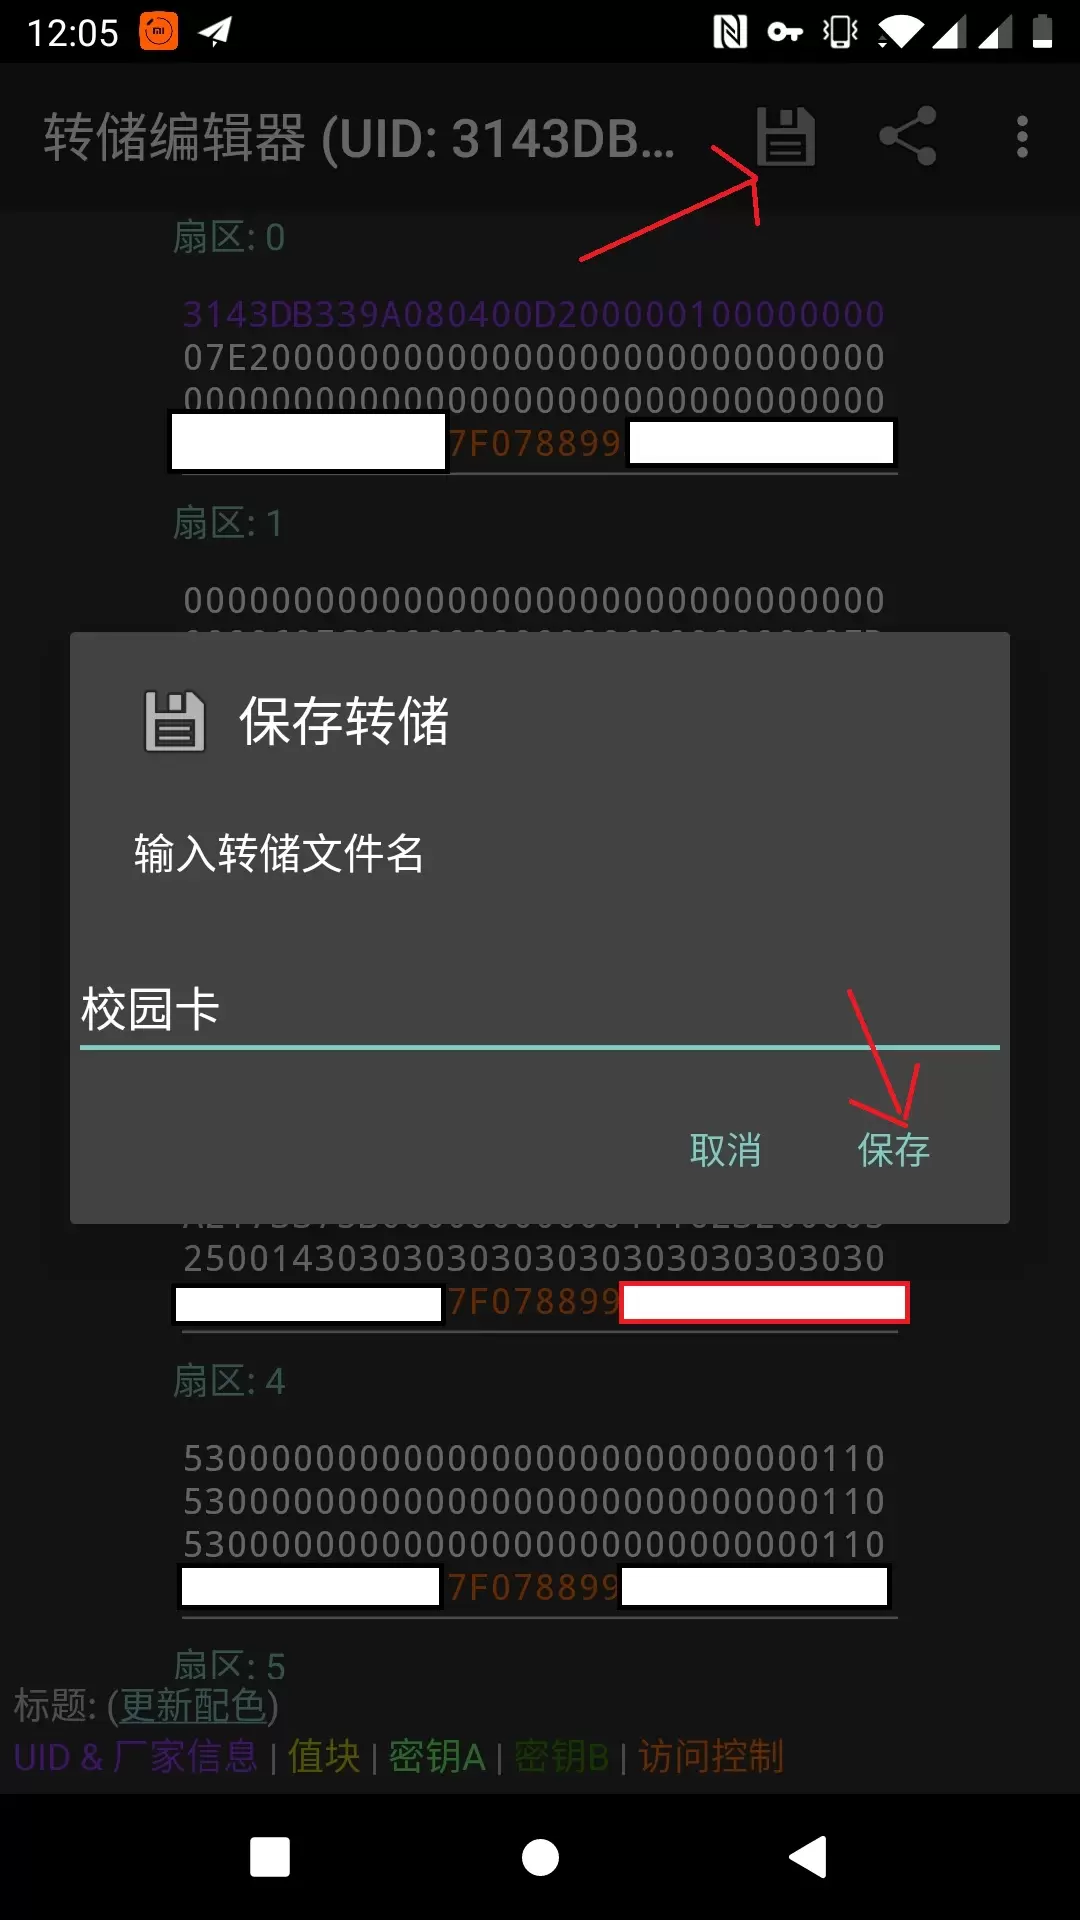 12:05
转储编辑器 (UID: 3143DB...
扇区: 0
3143DB339A080400D200000100000000
07E20000000000000000000000000000
00000000000000000000000000000000
7F078899
扇区: 1
00000000000000000000000000000000
保存转储
输入转储文件名
校园卡
取消 保存
25001430303030303030303030303030
7F078899
扇区: 4
53000000000000000000000000000110
53000000000000000000000000000110
53000000000000000000000000000110
7F078899
扇区: 5
标题: (更新配色)
UID & 厂家信息 | 值块 | 密钥A | 密钥B | 访问控制